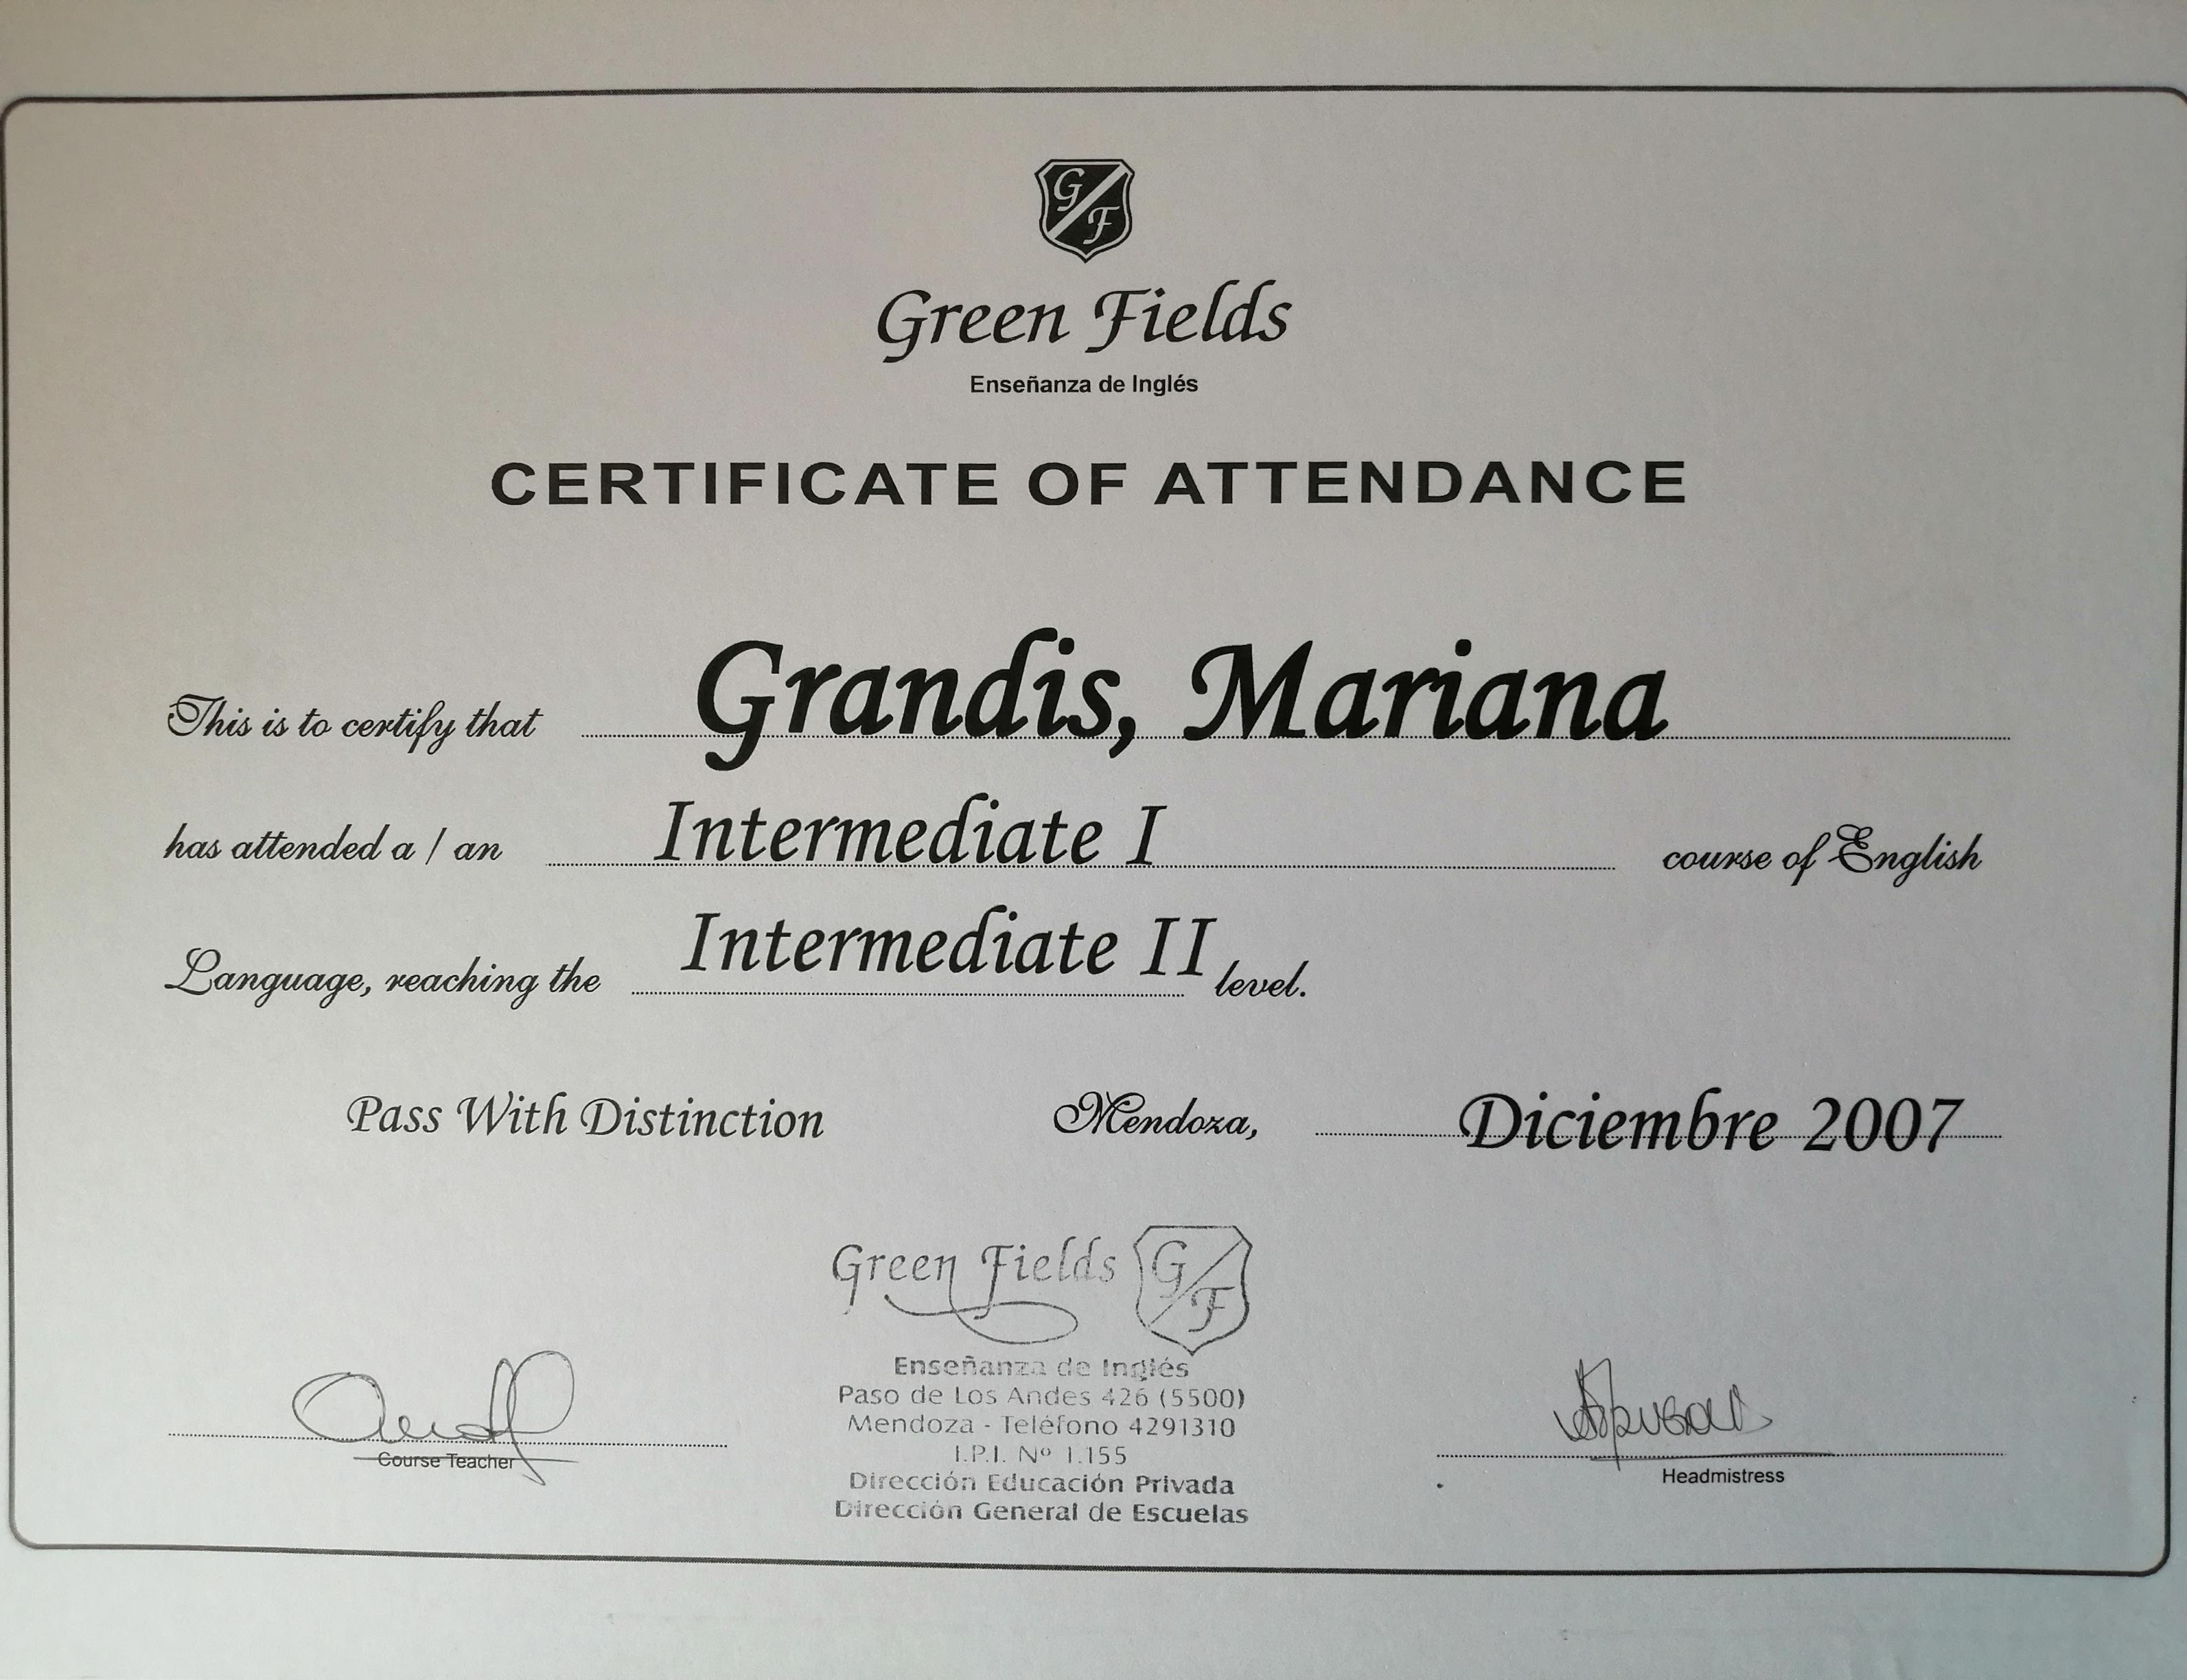 G F
Green Fields
Enseñanza de Inglés
CERTIFICATE OF ATTENDANCE
This is to certify that Grandis, Mariana
has attended a / an Intermediate I course of English
Language, reaching the Intermediate II level.
Pass With Distinction Mendoza, Diciembre 2007
Green Fields G F
Enseñanza de Inglés
Paso de Los Andes 426 (5500)
Mendoza - Teléfono 4291310
I.P.I. Nº 1.155
Dirección Educación Privada
Dirección General de Escuelas
Course Teacher
Headmistress